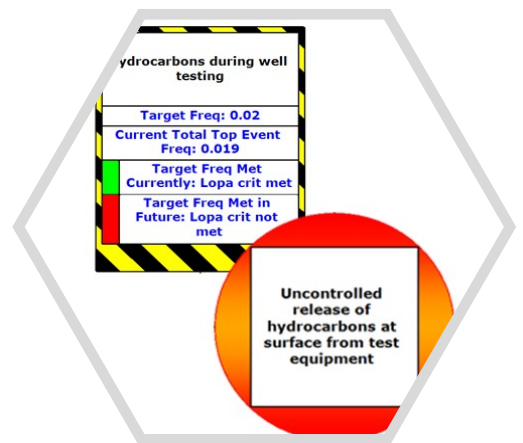 ydrocarbons during well
testing
Target Freq: 0.02
Current Total Top Event
Freq: 0.019
Target Freq Met
Currently: Lopa crit met
Target Freq Met in
Future: Lopa crit not
met
Uncontrolled
release of
hydrocarbons at
surface from test
equipment